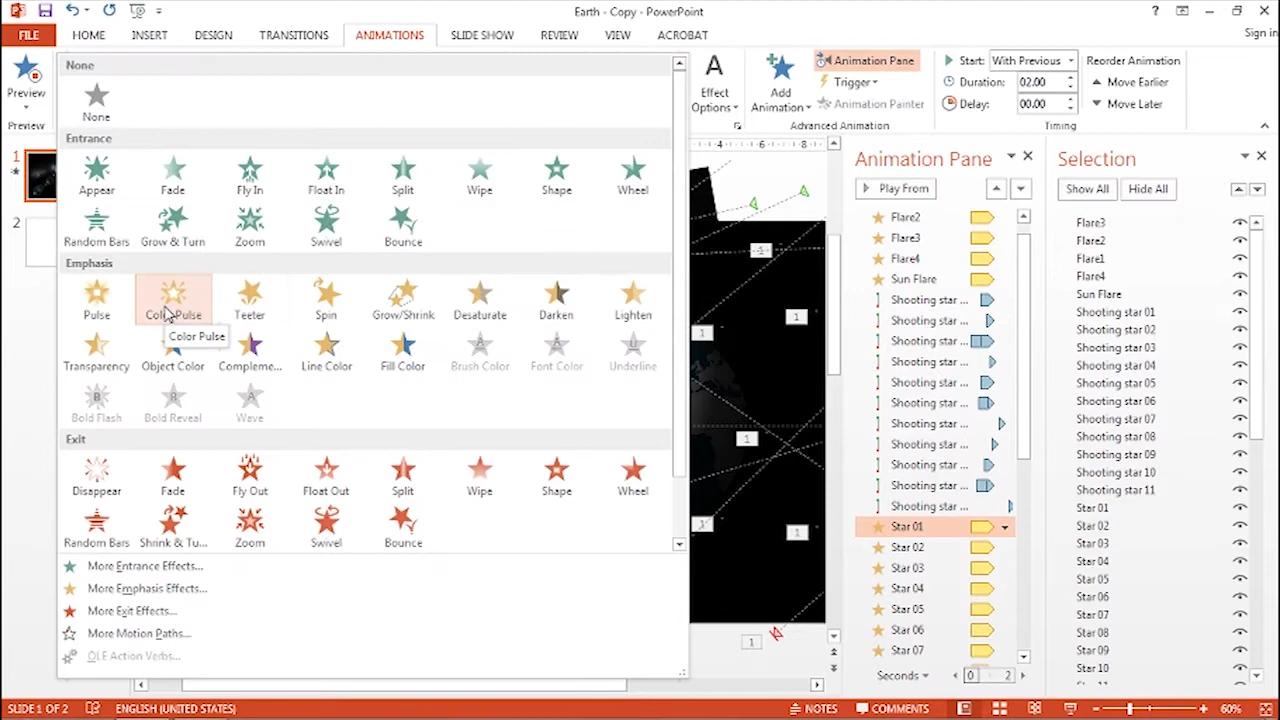 Earth - Copy - PowerPoint
?
Sign in
FILE HOME INSERT DESIGN TRANSITIONS ANIMATIONS SLIDE SHOW REVIEW VIEW ACROBAT
Preview
Preview
None
None
Entrance
Appear Fade Fly In Float In Split Wipe Shape Wheel
Random Bars Grow & Turn Zoom Swivel Bounce
Emphasis
Pulse Color Pulse Teeter Spin Grow/Shrink Desaturate Darken Lighten
Color Pulse
Transparency Object Color Compleme... Line Color Fill Color Brush Color Font Color Underline
Bold Flash Bold Reveal Wave
Exit
Disappear Fade Fly Out Float Out Split Wipe Shape Wheel
Random Bars Shrink & Tu... Zoom Swivel Bounce
More Entrance Effects...
More Emphasis Effects...
More Exit Effects...
More Motion Paths...
OLE Action Verbs...
Effect Options
Add Animation
Animation Pane
Trigger
Animation Painter
Advanced Animation
Start: With Previous
Duration: 02.00
Delay: 00.00
Reorder Animation
Move Earlier
Move Later
Timing
1
2
4 6 8
1
1
1
1
1
1
1
Animation Pane
Play From
Flare2
Flare3
Flare4
Sun Flare
Shooting star ...
Shooting star ...
Shooting star ...
Shooting star ...
Shooting star ...
Shooting star ...
Shooting star ...
Shooting star ...
Shooting star ...
Shooting star ...
Shooting star ...
Star 01
Star 02
Star 03
Star 04
Star 05
Star 06
Star 07
Seconds 0 2
Selection
Show All Hide All
Flare3
Flare2
Flare1
Flare4
Sun Flare
Shooting star 01
Shooting star 02
Shooting star 03
Shooting star 04
Shooting star 05
Shooting star 06
Shooting star 07
Shooting star 08
Shooting star 09
Shooting star 10
Shooting star 11
Star 01
Star 02
Star 03
Star 04
Star 05
Star 06
Star 07
Star 08
Star 09
Star 10
SLIDE 1 OF 2 ENGLISH (UNITED STATES) NOTES COMMENTS 60%